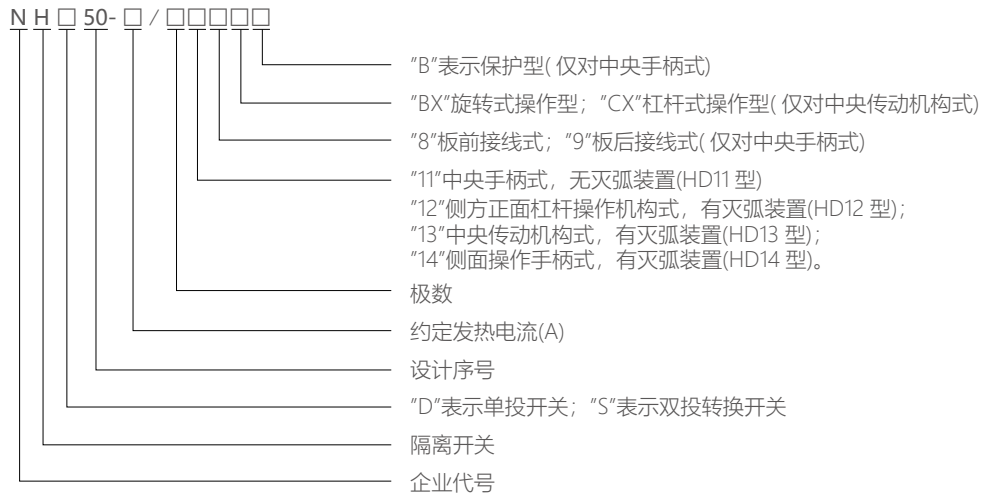 N H □ 50- □ / □□□□□
"B"表示保护型( 仅对中央手柄式)
"BX"旋转式操作型；"CX"杠杆式操作型( 仅对中央传动机构式)
"8"板前接线式；"9"板后接线式( 仅对中央手柄式)
"11"中央手柄式，无灭弧装置(HD11 型)
"12"侧方正面杠杆操作机构式，有灭弧装置(HD12 型)；
"13"中央传动机构式，有灭弧装置(HD13 型)；
"14"侧面操作手柄式，有灭弧装置(HD14 型)。
极数
约定发热电流(A)
设计序号
"D"表示单投开关；"S"表示双投转换开关
隔离开关
企业代号